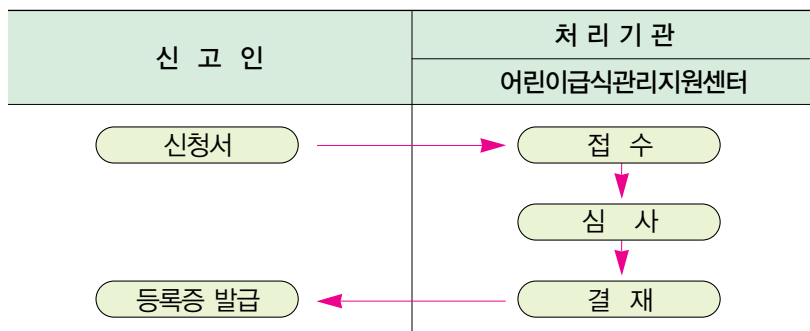 신 고 인
처 리 기 관
어린이급식관리지원센터
신청서
접 수
심 사
등록증 발급
결 재